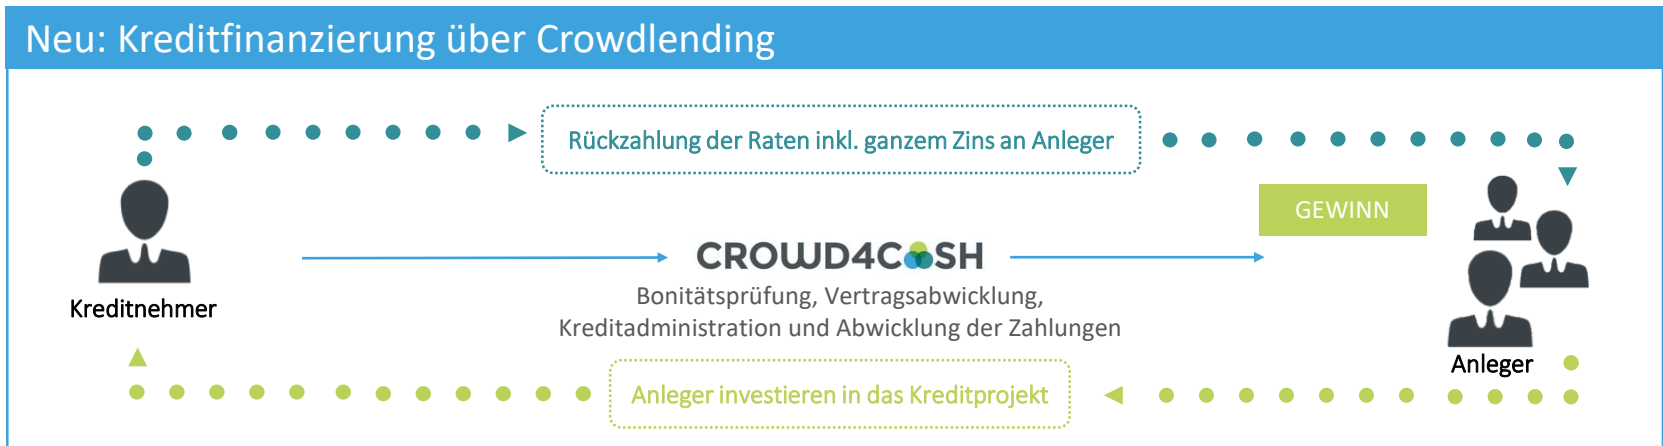 Neu: Kreditfinanzierung über Crowdlending
Rückzahlung der Raten inkl. ganzem Zins an Anleger
GEWINN
CROWD4CASH
Bonitätsprüfung, Vertragsabwicklung,
Kreditadministration und Abwicklung der Zahlungen
Kreditnehmer
Anleger
Anleger investieren in das Kreditprojekt